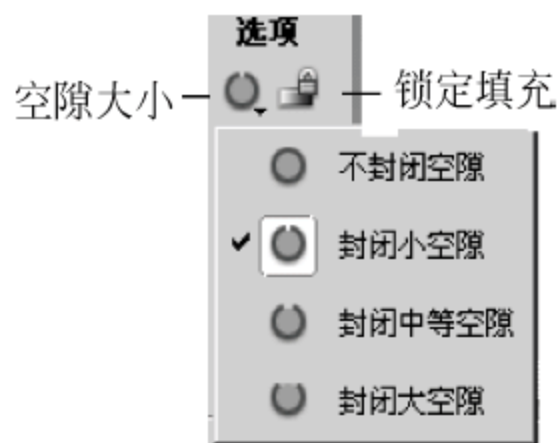 选项
空隙大小
锁定填充
不封闭空隙
封闭小空隙
封闭中等空隙
封闭大空隙